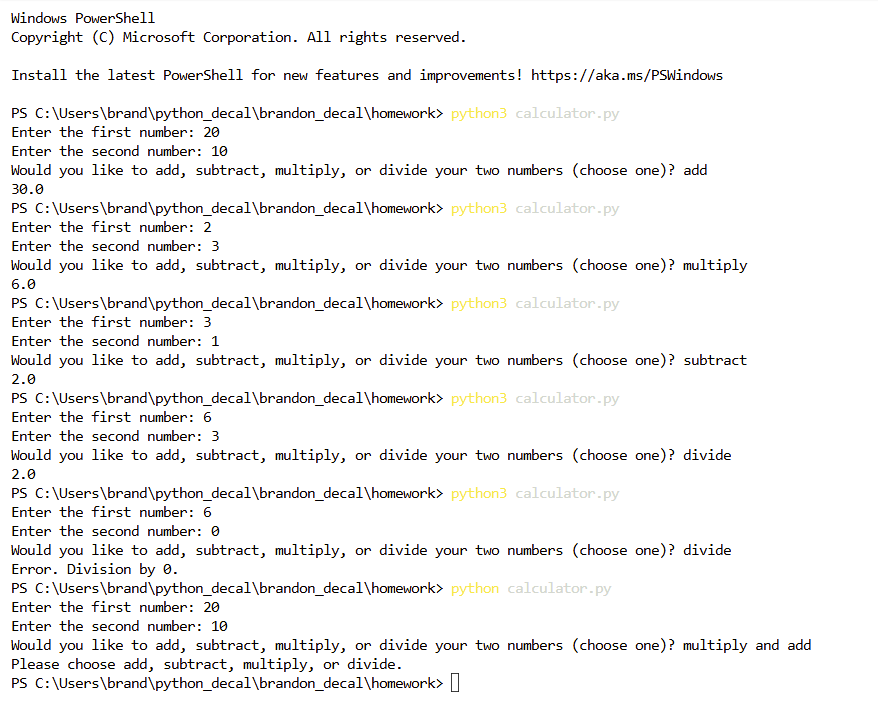 Windows PowerShell
Copyright (C) Microsoft Corporation. All rights reserved.
Install the latest PowerShell for new features and improvements! https://aka.ms/PSWindows
PS C:\Users\brand\python_decal\brandon_decal\homework> python3 calculator.py
Enter the first number: 20
Enter the second number: 10
Would you like to add, subtract, multiply, or divide your two numbers (choose one)? add
30.0
PS C:\Users\brand\python_decal\brandon_decal\homework> python3 calculator.py
Enter the first number: 2
Enter the second number: 3
Would you like to add, subtract, multiply, or divide your two numbers (choose one)? multiply
6.0
PS C:\Users\brand\python_decal\brandon_decal\homework> python3 calculator.py
Enter the first number: 3
Enter the second number: 1
Would you like to add, subtract, multiply, or divide your two numbers (choose one)? subtract
2.0
PS C:\Users\brand\python_decal\brandon_decal\homework> python3 calculator.py
Enter the first number: 6
Enter the second number: 3
Would you like to add, subtract, multiply, or divide your two numbers (choose one)? divide
2.0
PS C:\Users\brand\python_decal\brandon_decal\homework> python3 calculator.py
Enter the first number: 6
Enter the second number: 0
Would you like to add, subtract, multiply, or divide your two numbers (choose one)? divide
Error. Division by 0.
PS C:\Users\brand\python_decal\brandon_decal\homework> python calculator.py
Enter the first number: 20
Enter the second number: 10
Would you like to add, subtract, multiply, or divide your two numbers (choose one)? multiply and add
Please choose add, subtract, multiply, or divide.
PS C:\Users\brand\python_decal\brandon_decal\homework>